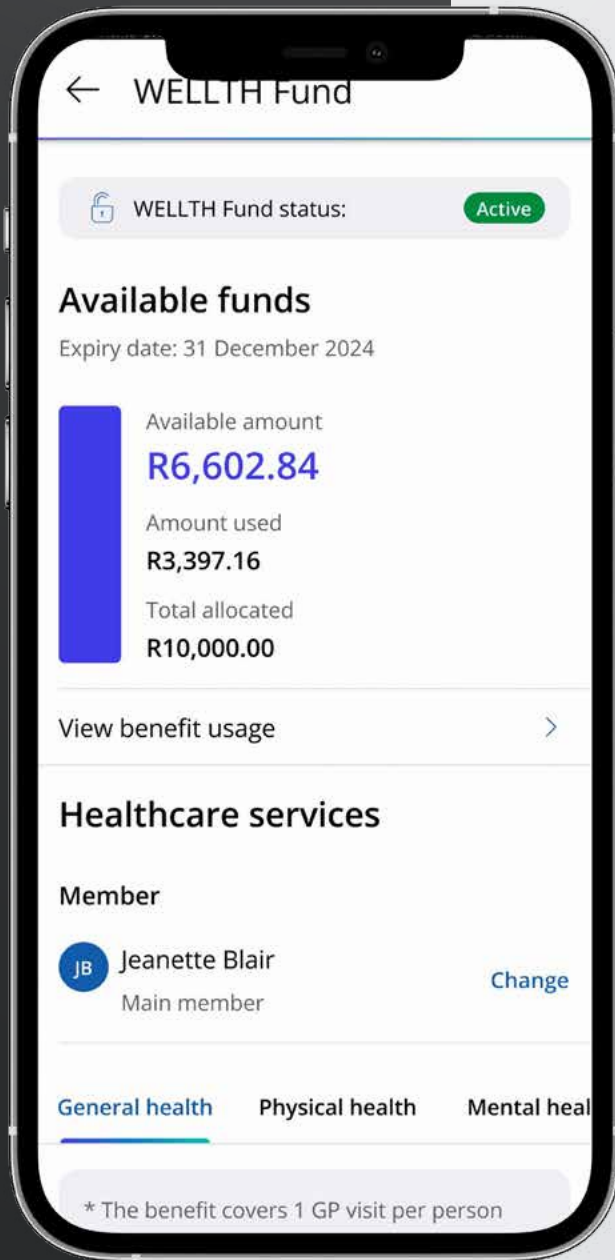 WELLTH Fund
WELLTH Fund status:
Active
Available funds
Expiry date: 31 December 2024
Available amount
R6,602.84
Amount used
R3,397.16
Total allocated
R10,000.00
View benefit usage
Healthcare services
Member
JB
Jeanette Blair
Main member
Change
General health
Physical health
Mental heal
* The benefit covers 1 GP visit per person